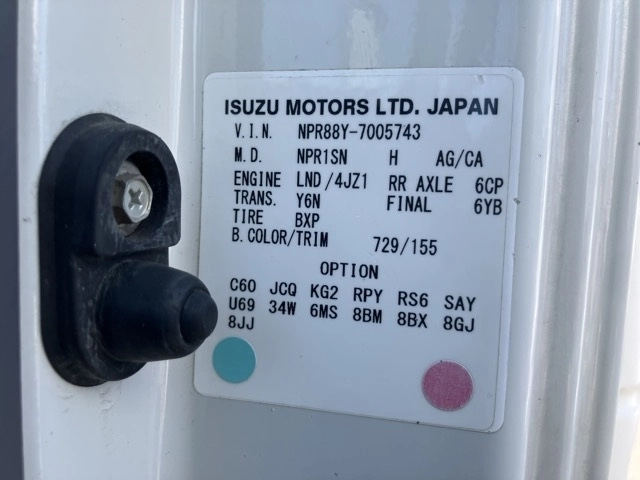 ISUZU MOTORS LTD. JAPAN
V.I.N. NPR88Y-7005743
M.D. NPR1SN H AG/CA
ENGINE LND/4JZ1 RR AXLE 6CP
TRANS. Y6N FINAL 6YB
TIRE BXP
B.COLOR/TRIM 729/155
OPTION
C60 JCQ KG2 RPY RS6 SAY
U69 34W 6MS 8BM 8BX 8GJ
8JJ